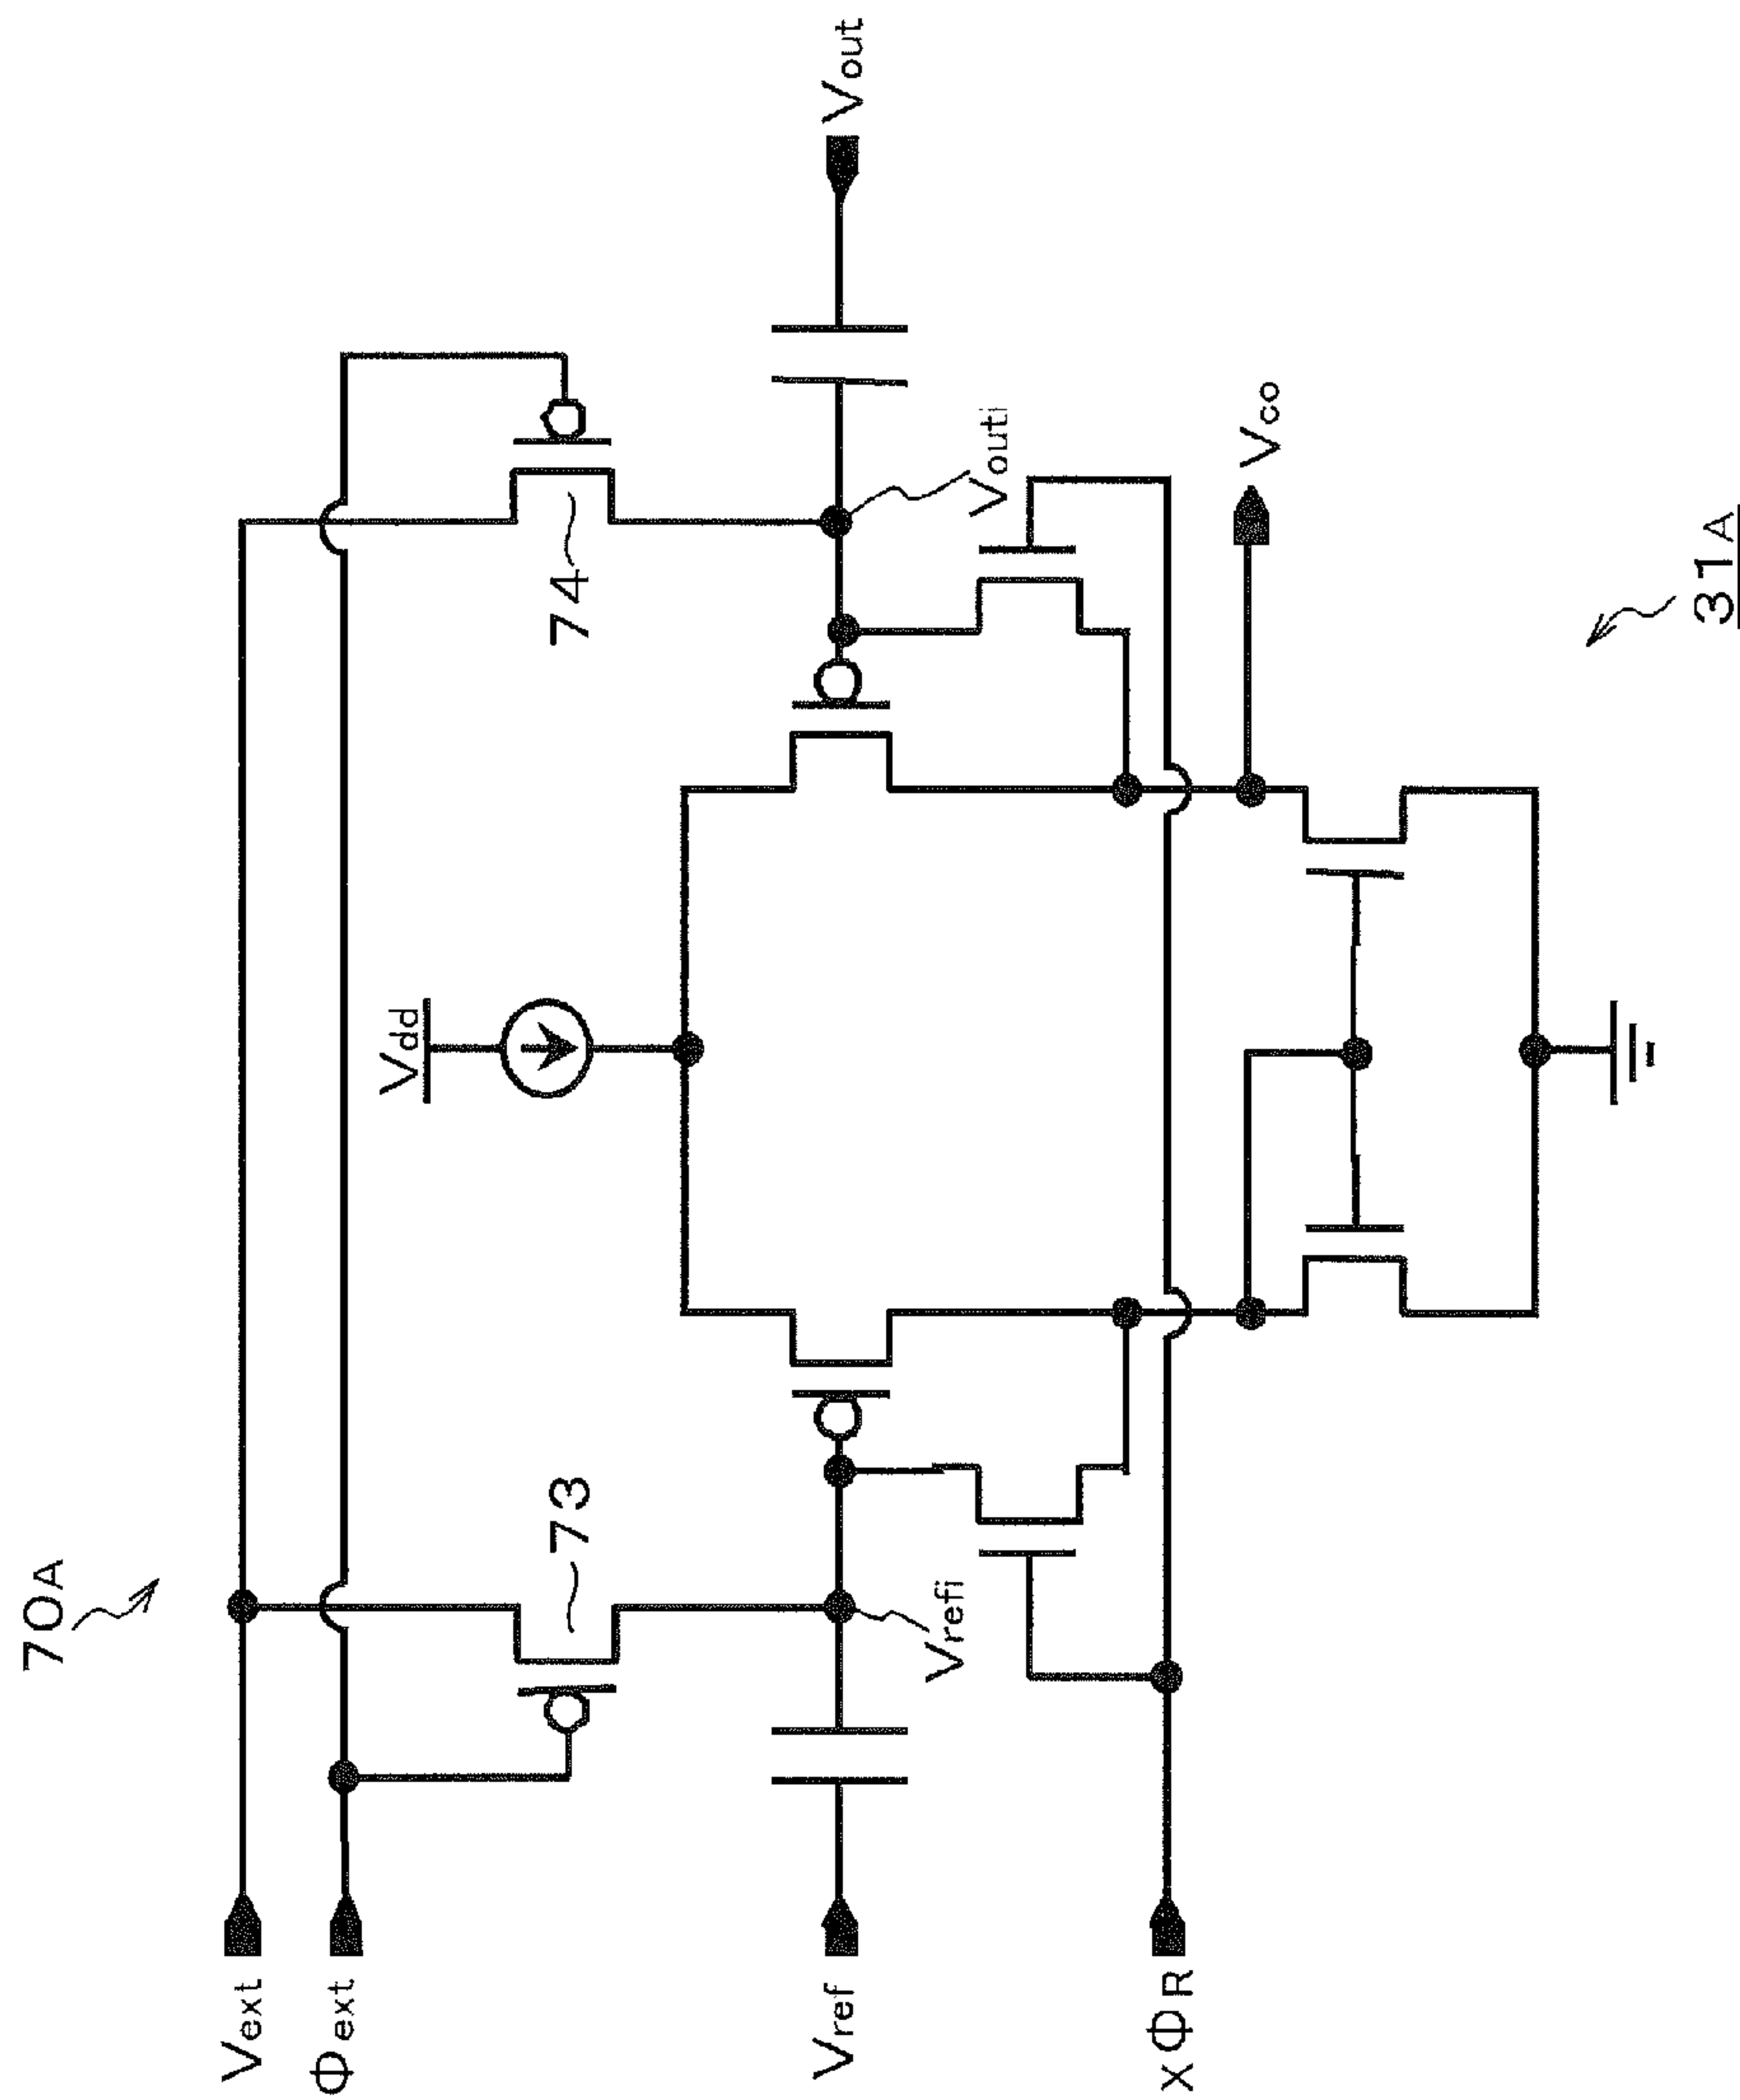 70A
Vext
Φext
73
74
Vdd
Vref
Vrefi
Vouti
Vout
xΦR
Vco
31A